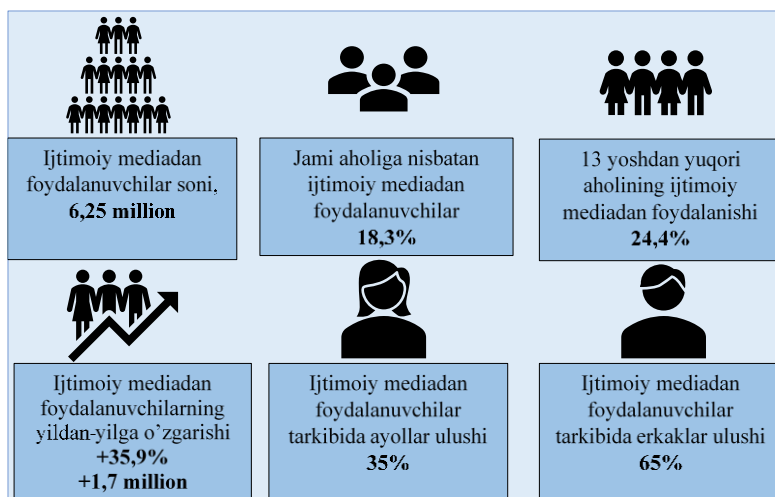 Ijtimoiy mediadan
foydalanuvchilar soni,
6,25 million
Jami aholiga nisbatan
ijtimoiy mediadan
foydalanuvchilar
18,3%
13 yoshdan yuqori
aholining ijtimoiy
mediadan foydalanishi
24,4%
Ijtimoiy mediadan
foydalanuvchilarning
yildan-yilga o’zgarishi
+35,9%
+1,7 million
Ijtimoiy mediadan
foydalanuvchilar
tarkibida ayollar ulushi
35%
Ijtimoiy mediadan
foydalanuvchilar
tarkibida erkaklar ulushi
65%